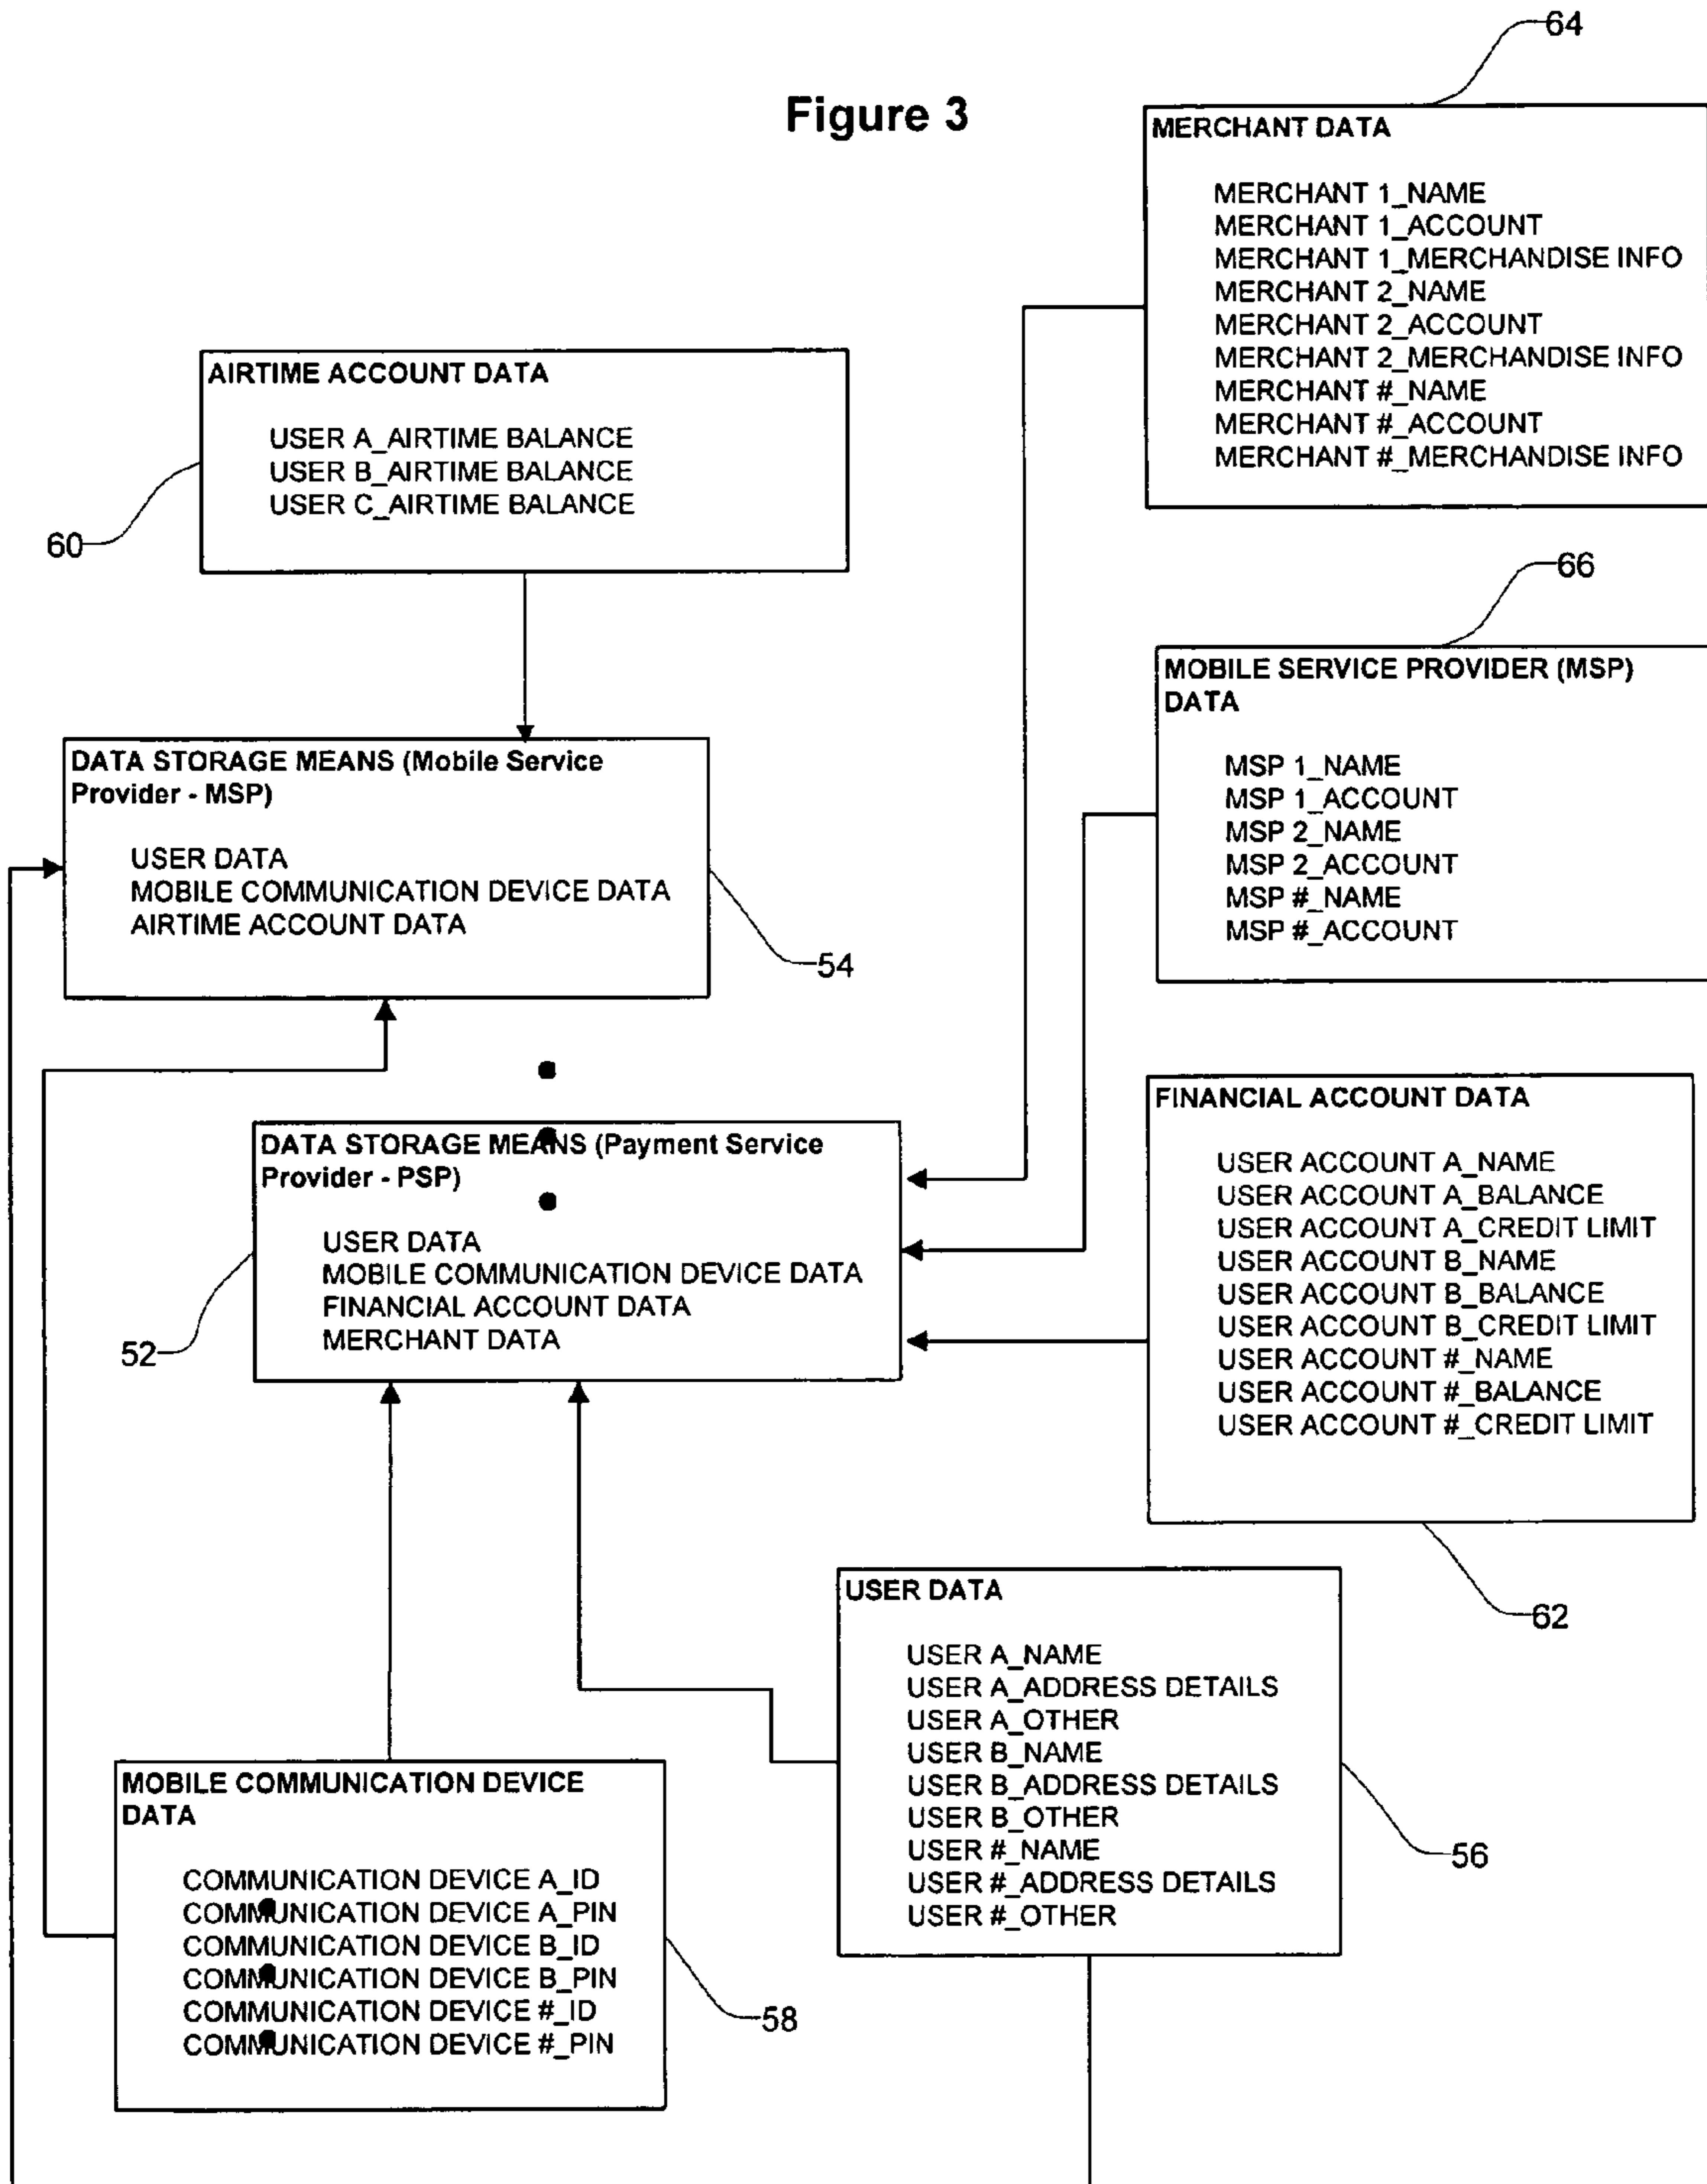 64
Figure 3
MERCHANT DATA
MERCHANT 1_NAME
MERCHANT 1_ACCOUNT
MERCHANT 1_MERCHANDISE INFO
MERCHANT 2_NAME
MERCHANT 2_ACCOUNT
MERCHANT 2_MERCHANDISE INFO
MERCHANT #_NAME
MERCHANT #_ACCOUNT
MERCHANT #_MERCHANDISE INFO
AIRTIME ACCOUNT DATA
USER A_AIRTIME BALANCE
USER B_AIRTIME BALANCE
USER C_AIRTIME BALANCE
60
66
MOBILE SERVICE PROVIDER (MSP)
DATA
MSP 1_NAME
MSP 1_ACCOUNT
MSP 2_NAME
MSP 2_ACCOUNT
MSP #_NAME
MSP #_ACCOUNT
DATA STORAGE MEANS (Mobile Service
Provider - MSP)
USER DATA
MOBILE COMMUNICATION DEVICE DATA
AIRTIME ACCOUNT DATA
54
DATA STORAGE MEANS (Payment Service
Provider - PSP)
USER DATA
MOBILE COMMUNICATION DEVICE DATA
FINANCIAL ACCOUNT DATA
MERCHANT DATA
52
FINANCIAL ACCOUNT DATA
USER ACCOUNT A_NAME
USER ACCOUNT A_BALANCE
USER ACCOUNT A_CREDIT LIMIT
USER ACCOUNT B_NAME
USER ACCOUNT B_BALANCE
USER ACCOUNT B_CREDIT LIMIT
USER ACCOUNT #_NAME
USER ACCOUNT #_BALANCE
USER ACCOUNT #_CREDIT LIMIT
62
USER DATA
USER A_NAME
USER A_ADDRESS DETAILS
USER A_OTHER
USER B_NAME
USER B_ADDRESS DETAILS
USER B_OTHER
USER #_NAME
USER #_ADDRESS DETAILS
USER #_OTHER
56
MOBILE COMMUNICATION DEVICE
DATA
COMMUNICATION DEVICE A_ID
COMMUNICATION DEVICE A_PIN
COMMUNICATION DEVICE B_ID
COMMUNICATION DEVICE B_PIN
COMMUNICATION DEVICE #_ID
COMMUNICATION DEVICE #_PIN
58